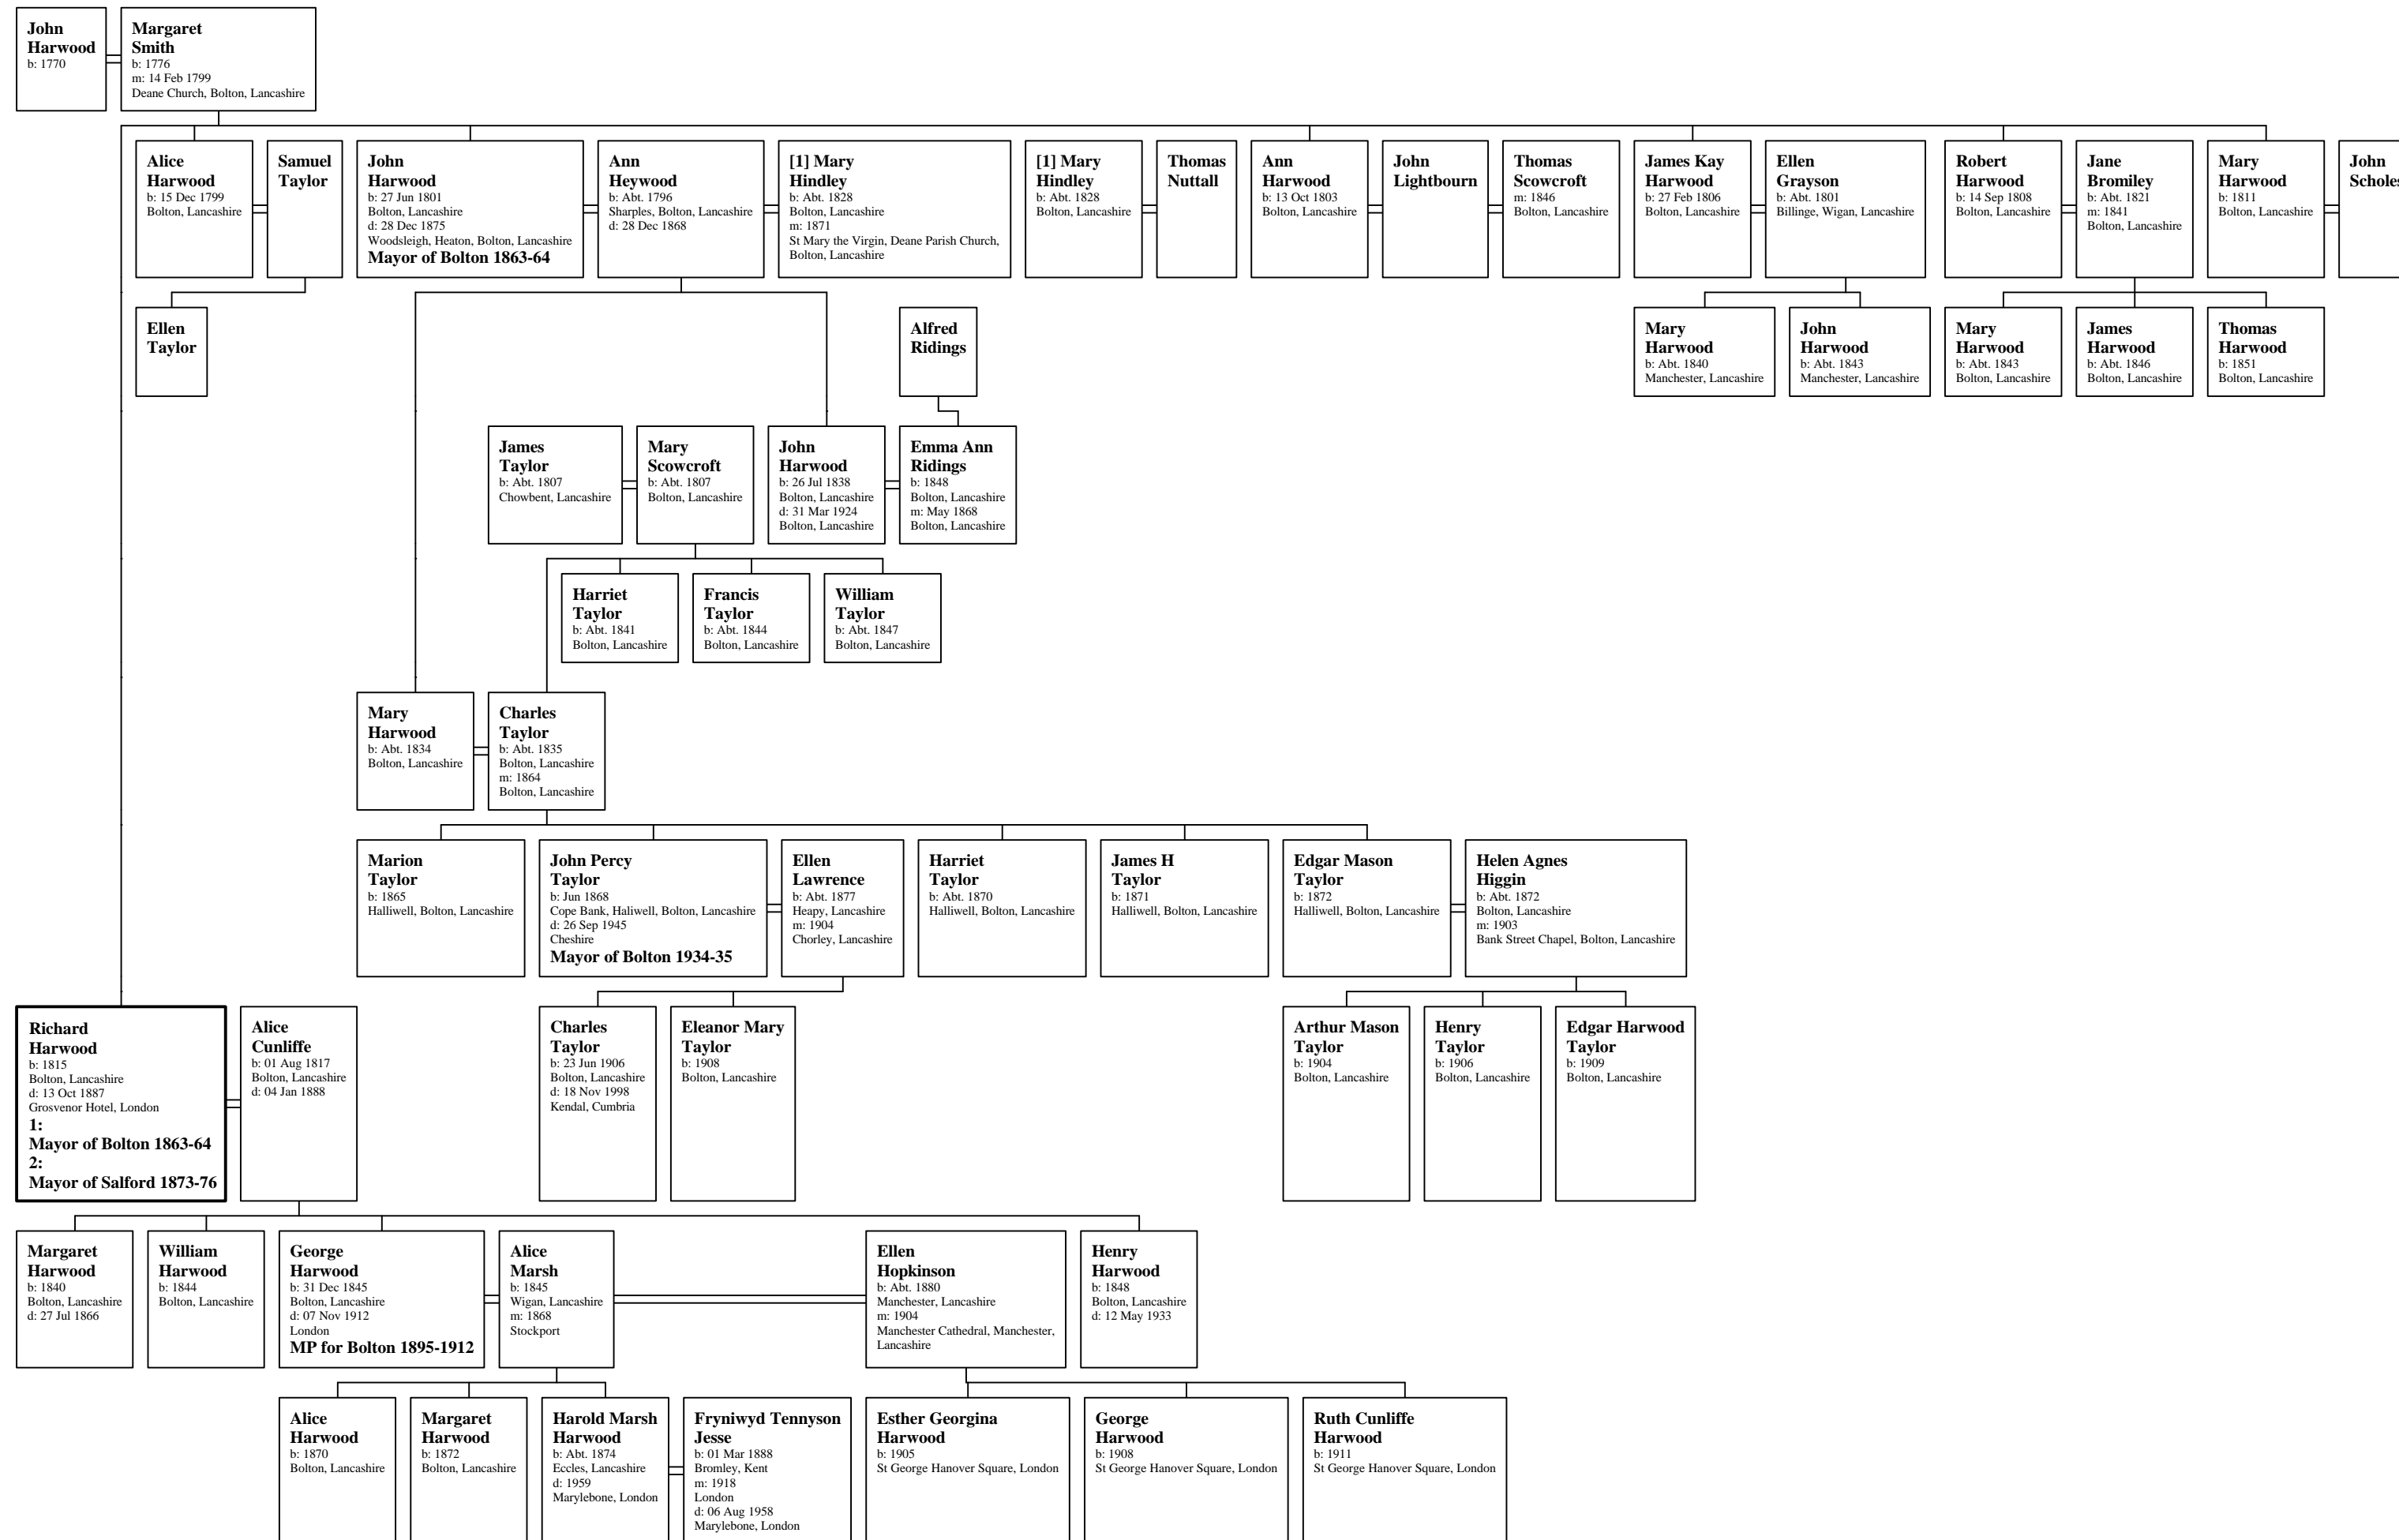 John
Harwood
b: 1770
Margaret
Smith
b: 1776
m: 14 Feb 1799
Deane Church, Bolton, Lancashire
Alice
Harwood
b: 15 Dec 1799
Bolton, Lancashire
Samuel
Taylor
John
Harwood
b: 27 Jun 1801
Bolton, Lancashire
d: 28 Dec 1875
Woodsleigh, Heaton, Bolton, Lancashire
Mayor of Bolton 1863-64
Ann
Heywood
b: Abt. 1796
Sharples, Bolton, Lancashire
d: 28 Dec 1868
[1] Mary
Hindley
b: Abt. 1828
Bolton, Lancashire
m: 1871
St Mary the Virgin, Deane Parish Church,
Bolton, Lancashire
[1] Mary
Hindley
b: Abt. 1828
Bolton, Lancashire
Thomas
Nuttall
Ann
Harwood
b: 13 Oct 1803
Bolton, Lancashire
John
Lightbourn
Thomas
Scowcroft
m: 1846
Bolton, Lancashire
James Kay
Harwood
b: 27 Feb 1806
Bolton, Lancashire
Ellen
Grayson
b: Abt. 1801
Billinge, Wigan, Lancashire
Robert
Harwood
b: 14 Sep 1808
Bolton, Lancashire
Jane
Bromiley
b: Abt. 1821
m: 1841
Bolton, Lancashire
Mary
Harwood
b: 1811
Bolton, Lancashire
John
Scholes
Ellen
Taylor
Alfred
Ridings
Mary
Harwood
b: Abt. 1840
Manchester, Lancashire
John
Harwood
b: Abt. 1843
Manchester, Lancashire
Mary
Harwood
b: Abt. 1843
Bolton, Lancashire
James
Harwood
b: Abt. 1846
Bolton, Lancashire
Thomas
Harwood
b: 1851
Bolton, Lancashire
James
Taylor
b: Abt. 1807
Chowbent, Lancashire
Mary
Scowcroft
b: Abt. 1807
Bolton, Lancashire
John
Harwood
b: 26 Jul 1838
Bolton, Lancashire
d: 31 Mar 1924
Bolton, Lancashire
Emma Ann
Ridings
b: 1848
Bolton, Lancashire
m: May 1868
Bolton, Lancashire
Harriet
Taylor
b: Abt. 1841
Bolton, Lancashire
Francis
Taylor
b: Abt. 1844
Bolton, Lancashire
William
Taylor
b: Abt. 1847
Bolton, Lancashire
Mary
Harwood
b: Abt. 1834
Bolton, Lancashire
Charles
Taylor
b: Abt. 1835
Bolton, Lancashire
m: 1864
Bolton, Lancashire
Marion
Taylor
b: 1865
Halliwell, Bolton, Lancashire
John Percy
Taylor
b: Jun 1868
Cope Bank, Haliwell, Bolton, Lancashire
d: 26 Sep 1945
Cheshire
Mayor of Bolton 1934-35
Ellen
Lawrence
b: Abt. 1877
Heapy, Lancashire
m: 1904
Chorley, Lancashire
Harriet
Taylor
b: Abt. 1870
Halliwell, Bolton, Lancashire
James H
Taylor
b: 1871
Halliwell, Bolton, Lancashire
Edgar Mason
Taylor
b: 1872
Halliwell, Bolton, Lancashire
Helen Agnes
Higgin
b: Abt. 1872
Bolton, Lancashire
m: 1903
Bank Street Chapel, Bolton, Lancashire
Richard
Harwood
b: 1815
Bolton, Lancashire
d: 13 Oct 1887
Grosvenor Hotel, London
1:
Mayor of Bolton 1863-64
2:
Mayor of Salford 1873-76
Alice
Cunliffe
b: 01 Aug 1817
Bolton, Lancashire
d: 04 Jan 1888
Charles
Taylor
b: 23 Jun 1906
Bolton, Lancashire
d: 18 Nov 1998
Kendal, Cumbria
Eleanor Mary
Taylor
b: 1908
Bolton, Lancashire
Arthur Mason
Taylor
b: 1904
Bolton, Lancashire
Henry
Taylor
b: 1906
Bolton, Lancashire
Edgar Harwood
Taylor
b: 1909
Bolton, Lancashire
Margaret
Harwood
b: 1840
Bolton, Lancashire
d: 27 Jul 1866
William
Harwood
b: 1844
Bolton, Lancashire
George
Harwood
b: 31 Dec 1845
Bolton, Lancashire
d: 07 Nov 1912
London
MP for Bolton 1895-1912
Alice
Marsh
b: 1845
Wigan, Lancashire
m: 1868
Stockport
Ellen
Hopkinson
b: Abt. 1880
Manchester, Lancashire
m: 1904
Manchester Cathedral, Manchester,
Lancashire
Henry
Harwood
b: 1848
Bolton, Lancashire
d: 12 May 1933
Alice
Harwood
b: 1870
Bolton, Lancashire
Margaret
Harwood
b: 1872
Bolton, Lancashire
Harold Marsh
Harwood
b: Abt. 1874
Eccles, Lancashire
d: 1959
Marylebone, London
Fryniwyd Tennyson
Jesse
b: 01 Mar 1888
Bromley, Kent
m: 1918
London
d: 06 Aug 1958
Marylebone, London
Esther Georgina
Harwood
b: 1905
St George Hanover Square, London
George
Harwood
b: 1908
St George Hanover Square, London
Ruth Cunliffe
Harwood
b: 1911
St George Hanover Square, London